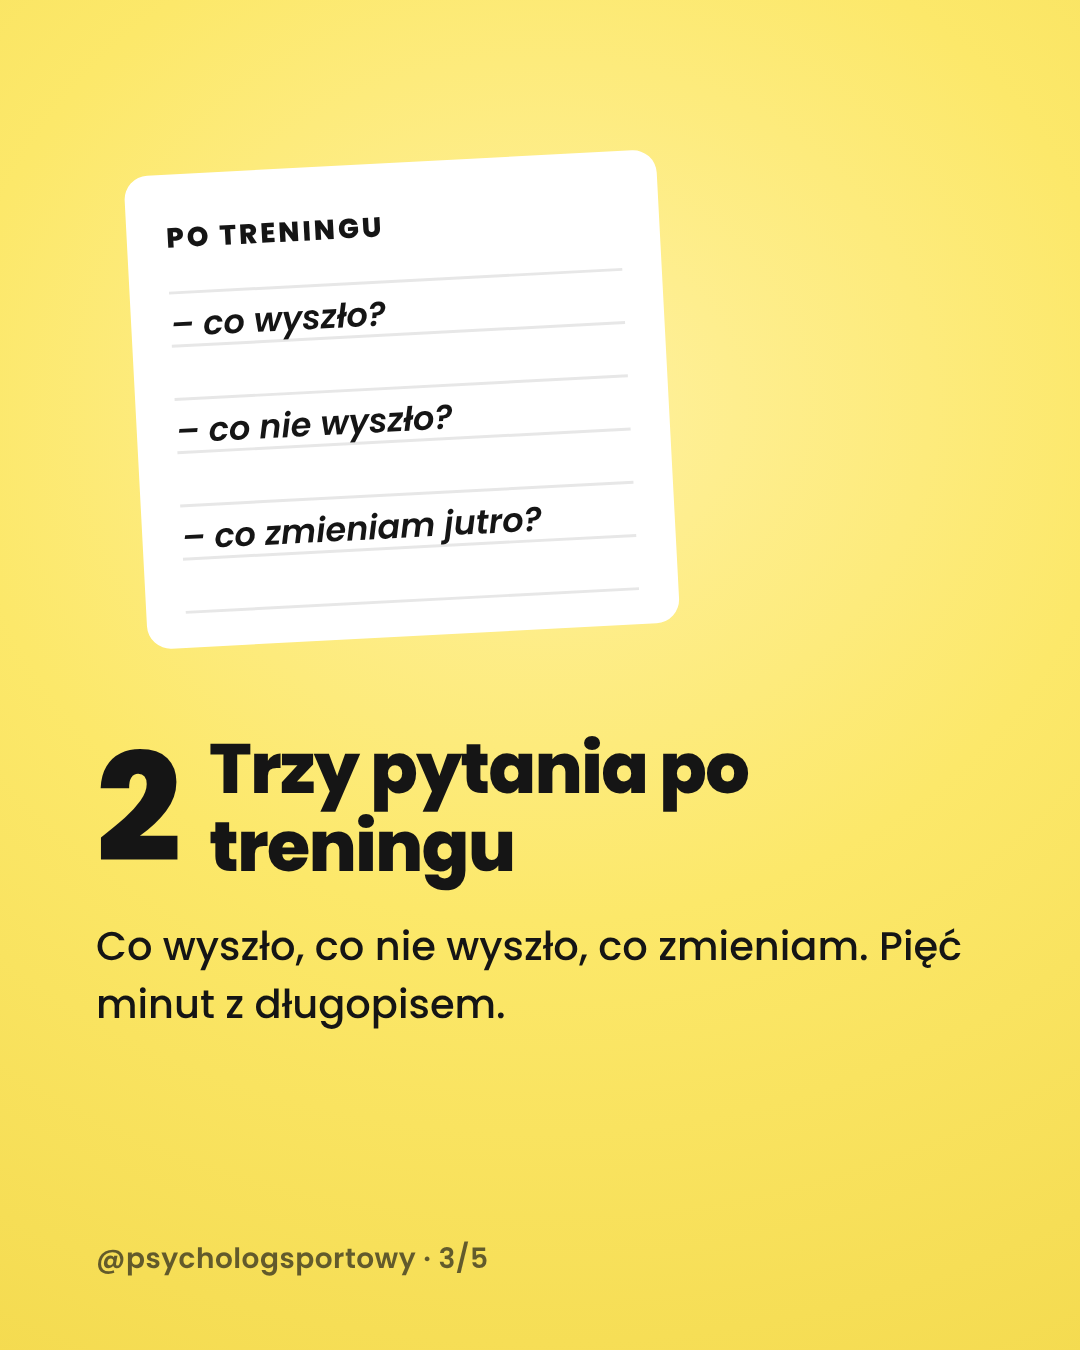 PO TRENINGU
– co wyszło?
– co nie wyszło?
– co zmieniam jutro?
2 Trzy pytania po
treningu
Co wyszło, co nie wyszło, co zmieniam. Pięć
minut z długopisem.
@psychologsportowy · 3/5